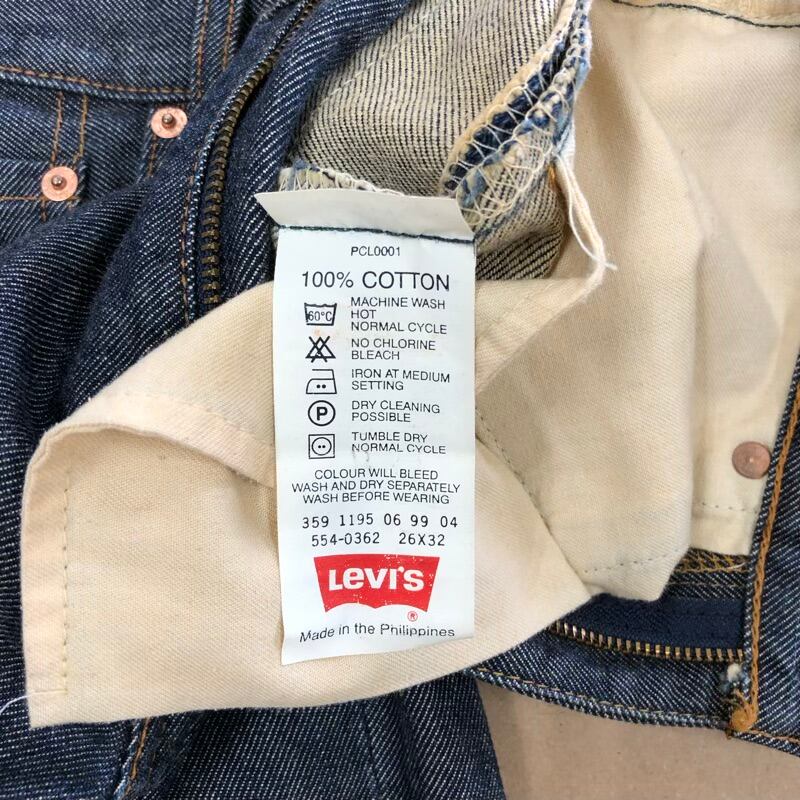 PCL0001
100% COTTON
60°C
MACHINE WASH
HOT
NORMAL CYCLE
NO CHLORINE
BLEACH
IRON AT MEDIUM
SETTING
P
DRY CLEANING
POSSIBLE
TUMBLE DRY
NORMAL CYCLE
COLOUR WILL BLEED
WASH AND DRY SEPARATELY
WASH BEFORE WEARING
359 1195 06 99 04
554-0362 26X32
LEVI'S
®
Made in the Philippines